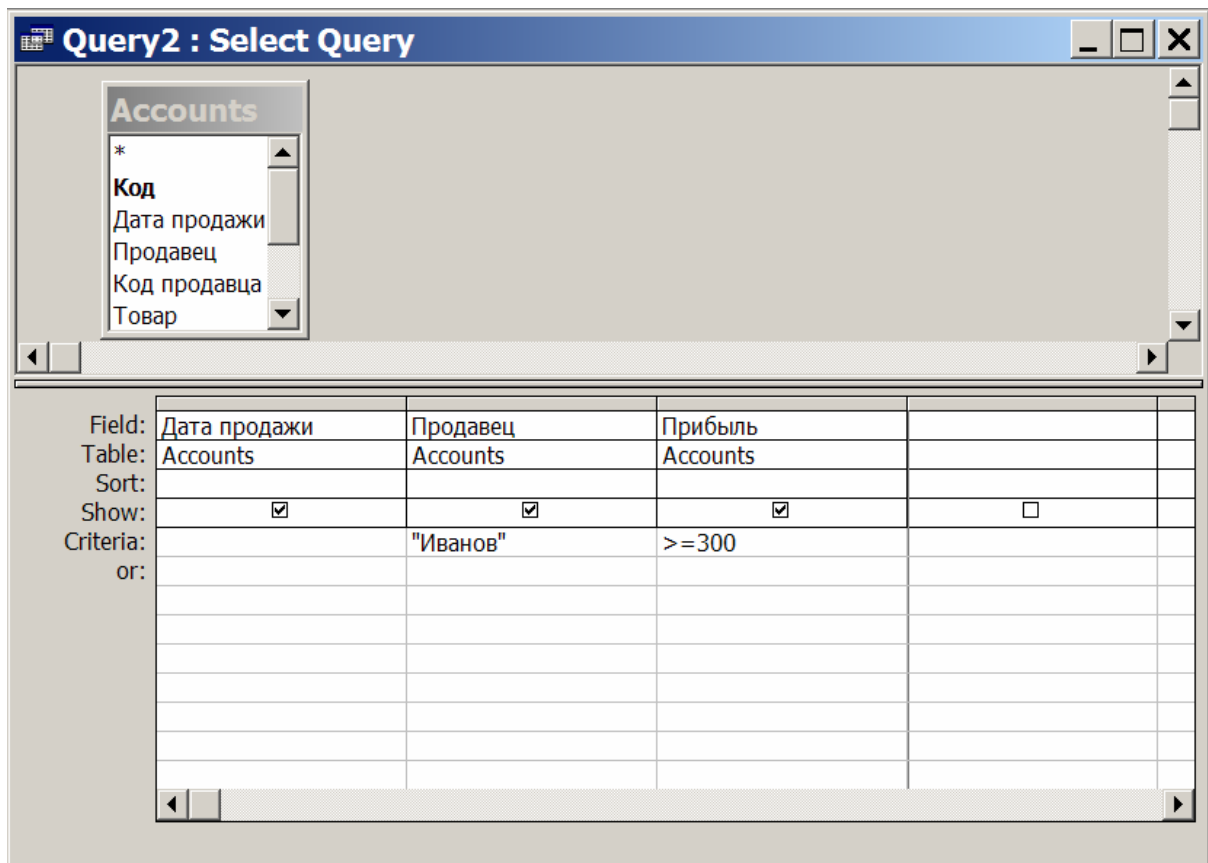 Query2 : Select Query
Accounts
*
Код
Дата продажи
Продавец
Код продавца
Товар
Field: Дата продажи Продавец Прибыль
Table: Accounts Accounts Accounts
Sort:
Show:
Criteria: "Иванов" >=300
or: